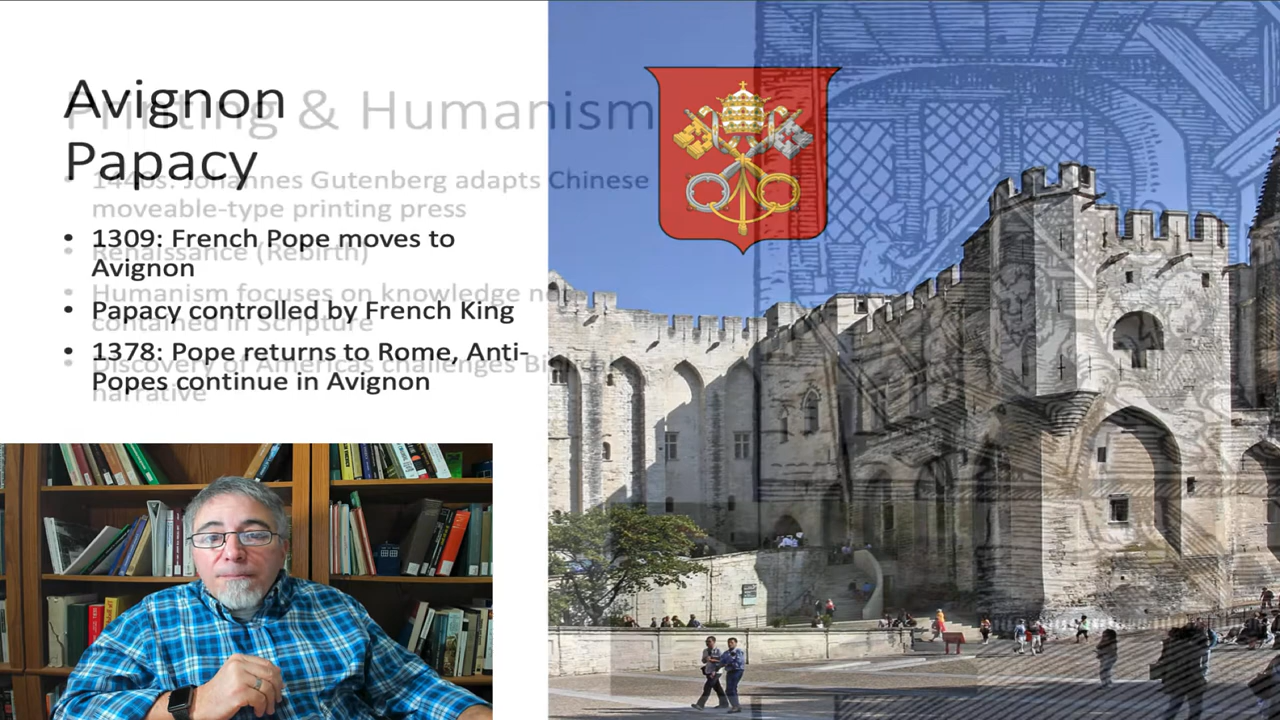 Avignon
Papacy
• 1309: French Pope moves to
Avignon
• Papacy controlled by French King
• 1378: Pope returns to Rome, Anti-
Popes continue in Avignon
Printing & Humanism
• 1440s: Johannes Gutenberg adapts Chinese
moveable-type printing press
• Renaissance (Rebirth)
• Humanism focuses on knowledge not
contained in Scripture
• Discovery of Americas challenges Biblical
narrative